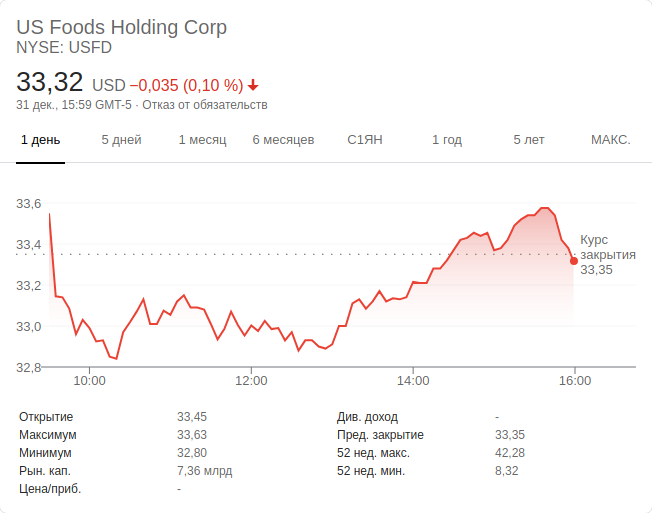 US Foods Holding Corp
NYSE: USFD
33,32 USD −0,035 (0,10 %)
31 дек., 15:59 GMT-5 · Отказ от обязательств
1 день 5 дней 1 месяц 6 месяцев С1ЯН 1 год 5 лет МАКС.
33,6
33,4
33,2
33,0
32,8
Курс
закрытия
33,35
10:00 12:00 14:00 16:00
Открытие 33,45 Див. доход -
Максимум 33,63 Пред. закрытие 33,35
Минимум 32,80 52 нед. макс. 42,28
Рын. кап. 7,36 млрд 52 нед. мин. 8,32
Цена/приб. -